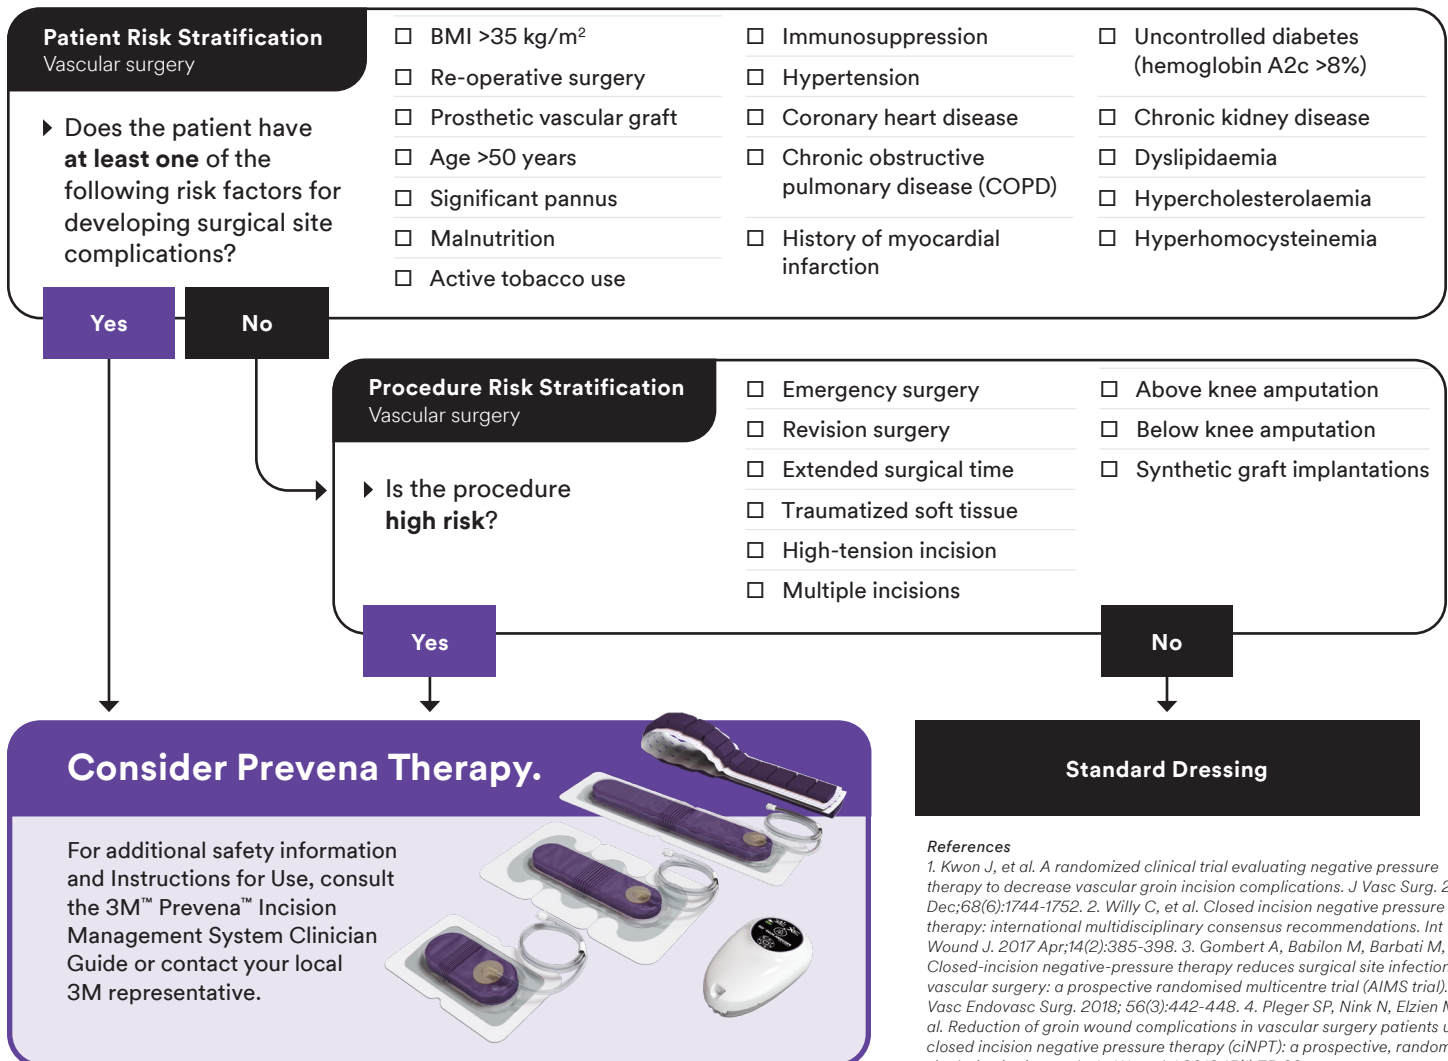 Patient Risk Stratification
Vascular surgery
Does the patient have
at least one of the
following risk factors for
developing surgical site
complications?
BMI >35 kg/m²
Re-operative surgery
Prosthetic vascular graft
Age >50 years
Significant pannus
Malnutrition
Active tobacco use
Immunosuppression
Hypertension
Coronary heart disease
Chronic obstructive
pulmonary disease (COPD)
History of myocardial
infarction
Uncontrolled diabetes
(hemoglobin A2c >8%)
Chronic kidney disease
Dyslipidaemia
Hypercholesterolaemia
Hyperhomocysteinemia
Yes
No
Procedure Risk Stratification
Vascular surgery
Is the procedure
high risk?
Emergency surgery
Revision surgery
Extended surgical time
Traumatized soft tissue
High-tension incision
Multiple incisions
Above knee amputation
Below knee amputation
Synthetic graft implantations
Yes
No
Consider Prevena Therapy.
For additional safety information
and Instructions for Use, consult
the 3M™ Prevena™ Incision
Management System Clinician
Guide or contact your local
3M representative.
Standard Dressing
References
1. Kwon J, et al. A randomized clinical trial evaluating negative pressure
therapy to decrease vascular groin incision complications. J Vasc Surg.
Dec;68(6):1744-1752. 2. Willy C, et al. Closed incision negative pressure
therapy: international multidisciplinary consensus recommendations. Int
Wound J. 2017 Apr;14(2):385-398. 3. Gombert A, Babilon M, Barbati M,
Closed-incision negative-pressure therapy reduces surgical site infection
vascular surgery: a prospective randomised multicentre trial (AIMS trial).
Vasc Endovasc Surg. 2018; 56(3):442-448. 4. Pleger SP, Nink N, Elzien M
al. Reduction of groin wound complications in vascular surgery patients
closed incision negative pressure therapy (ciNPT): a prospective,